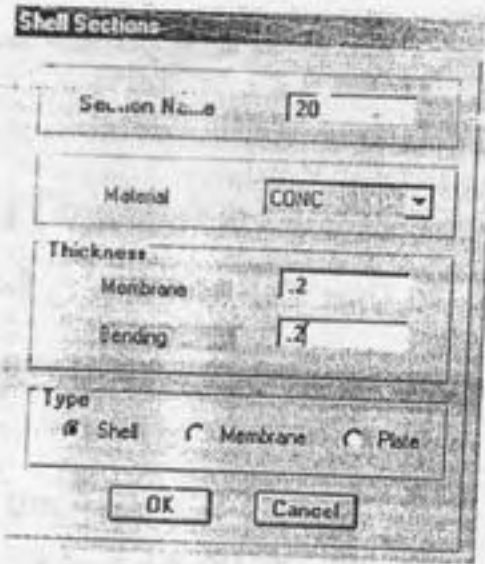 Shell Sections
Section Name 20
Material CONC
Thickness
Membrane .2
Bending .2
Type
Shell Membrane Plate
OK Cancel